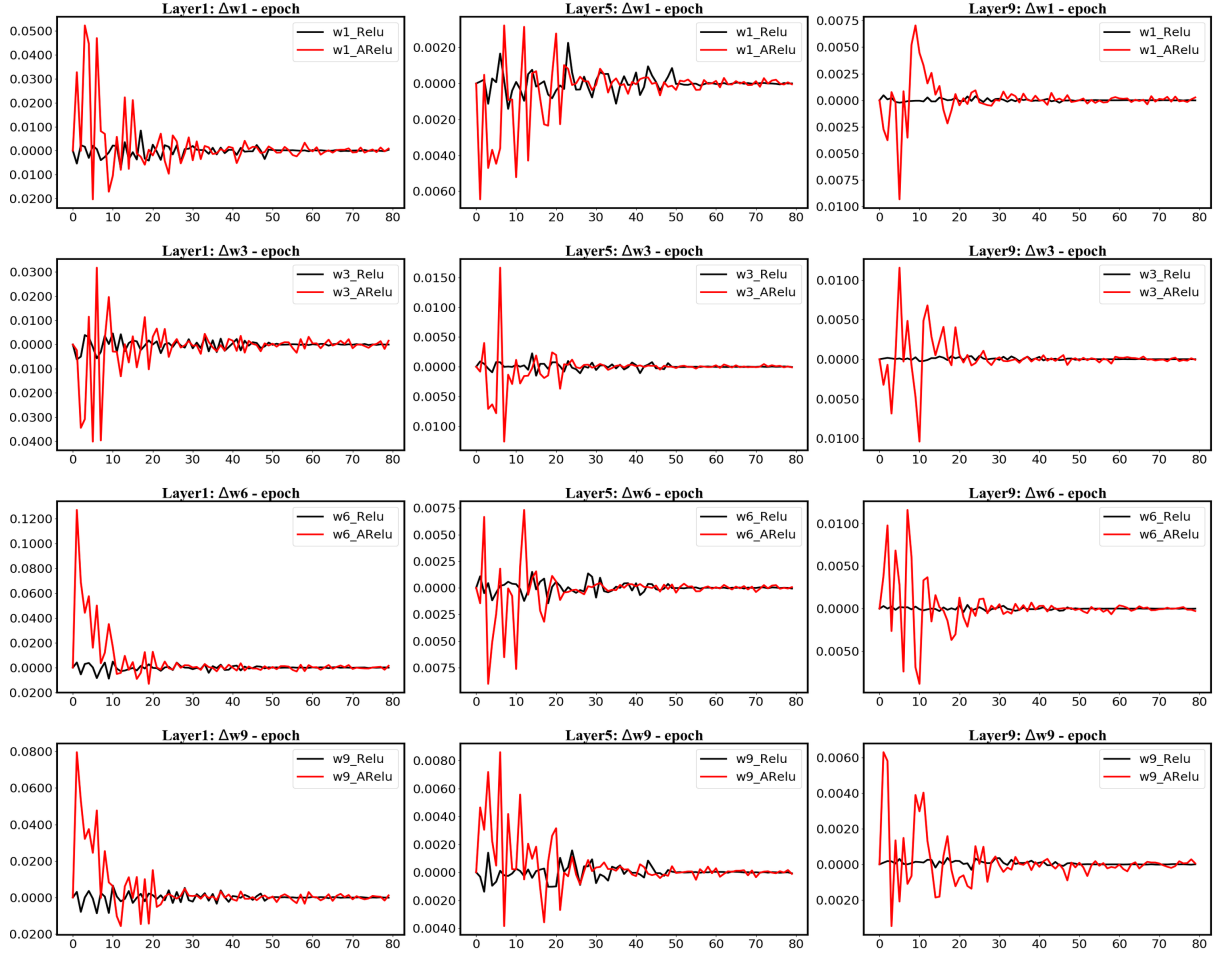 Layer1: Δw1 - epoch
0.0500
0.0400
0.0300
0.0200
0.0100
0.0000
0.0100
0.0200
w1_Relu
w1_ARelu
0 10 20 30 40 50 60 70 80
Layer5: Δw1 - epoch
0.0020
0.0000
0.0020
0.0040
0.0060
w1_Relu
w1_ARelu
0 10 20 30 40 50 60 70 80
Layer9: Δw1 - epoch
0.0075
0.0050
0.0025
0.0000
0.0025
0.0050
0.0075
0.0100
w1_Relu
w1_ARelu
0 10 20 30 40 50 60 70 80
Layer1: Δw3 - epoch
0.0300
0.0200
0.0100
0.0000
0.0100
0.0200
0.0300
0.0400
w3_Relu
w3_ARelu
0 10 20 30 40 50 60 70 80
Layer5: Δw3 - epoch
0.0150
0.0100
0.0050
0.0000
0.0050
0.0100
w3_Relu
w3_ARelu
0 10 20 30 40 50 60 70 80
Layer9: Δw3 - epoch
0.0100
0.0050
0.0000
0.0050
0.0100
w3_Relu
w3_ARelu
0 10 20 30 40 50 60 70 80
Layer1: Δw6 - epoch
0.1200
0.1000
0.0800
0.0600
0.0400
0.0200
0.0000
0.0200
w6_Relu
w6_ARelu
0 10 20 30 40 50 60 70 80
Layer5: Δw6 - epoch
0.0075
0.0050
0.0025
0.0000
0.0025
0.0050
0.0075
w6_Relu
w6_ARelu
0 10 20 30 40 50 60 70 80
Layer9: Δw6 - epoch
0.0100
0.0050
0.0000
0.0050
w6_Relu
w6_ARelu
0 10 20 30 40 50 60 70 80
Layer1: Δw9 - epoch
0.0800
0.0600
0.0400
0.0200
0.0000
0.0200
w9_Relu
w9_ARelu
0 10 20 30 40 50 60 70 80
Layer5: Δw9 - epoch
0.0080
0.0060
0.0040
0.0020
0.0000
0.0020
0.0040
w9_Relu
w9_ARelu
0 10 20 30 40 50 60 70 80
Layer9: Δw9 - epoch
0.0060
0.0040
0.0020
0.0000
0.0020
w9_Relu
w9_ARelu
0 10 20 30 40 50 60 70 80